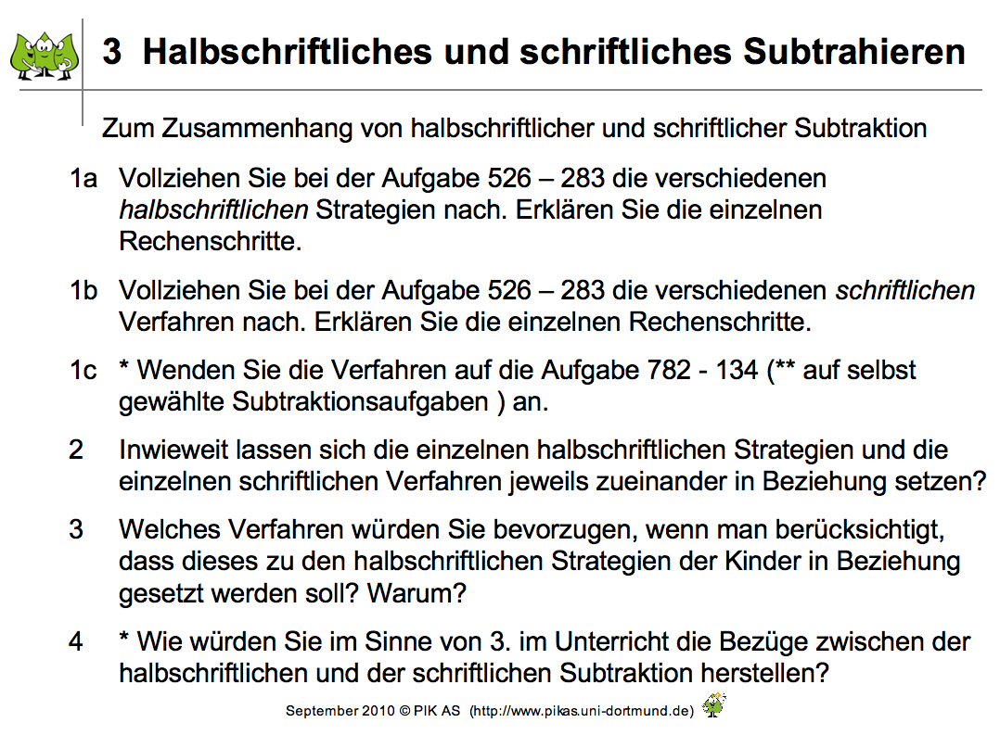 3 Halbschriftliches und schriftliches Subtrahieren
Zum Zusammenhang von halbschriftlicher und schriftlicher Subtraktion
1a Vollziehen Sie bei der Aufgabe 526 – 283 die verschiedenen
halbschriftlichen Strategien nach. Erklären Sie die einzelnen
Rechenschritte.
1b Vollziehen Sie bei der Aufgabe 526 – 283 die verschiedenen schriftlichen
Verfahren nach. Erklären Sie die einzelnen Rechenschritte.
1c * Wenden Sie die Verfahren auf die Aufgabe 782 - 134 (** auf selbst
gewählte Subtraktionsaufgaben ) an.
2 Inwieweit lassen sich die einzelnen halbschriftlichen Strategien und die
einzelnen schriftlichen Verfahren jeweils zueinander in Beziehung setzen?
3 Welches Verfahren würden Sie bevorzugen, wenn man berücksichtigt,
dass dieses zu den halbschriftlichen Strategien der Kinder in Beziehung
gesetzt werden soll? Warum?
4 * Wie würden Sie im Sinne von 3. im Unterricht die Bezüge zwischen der
halbschriftlichen und der schriftlichen Subtraktion herstellen?
September 2010 © PIK AS (http://www.pikas.uni-dortmund.de)